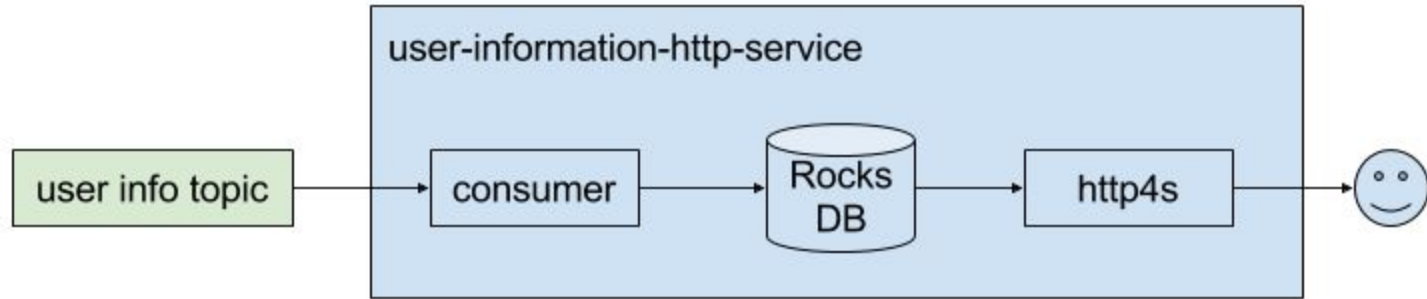 user-information-http-service
user info topic
consumer
Rocks
DB
http4s